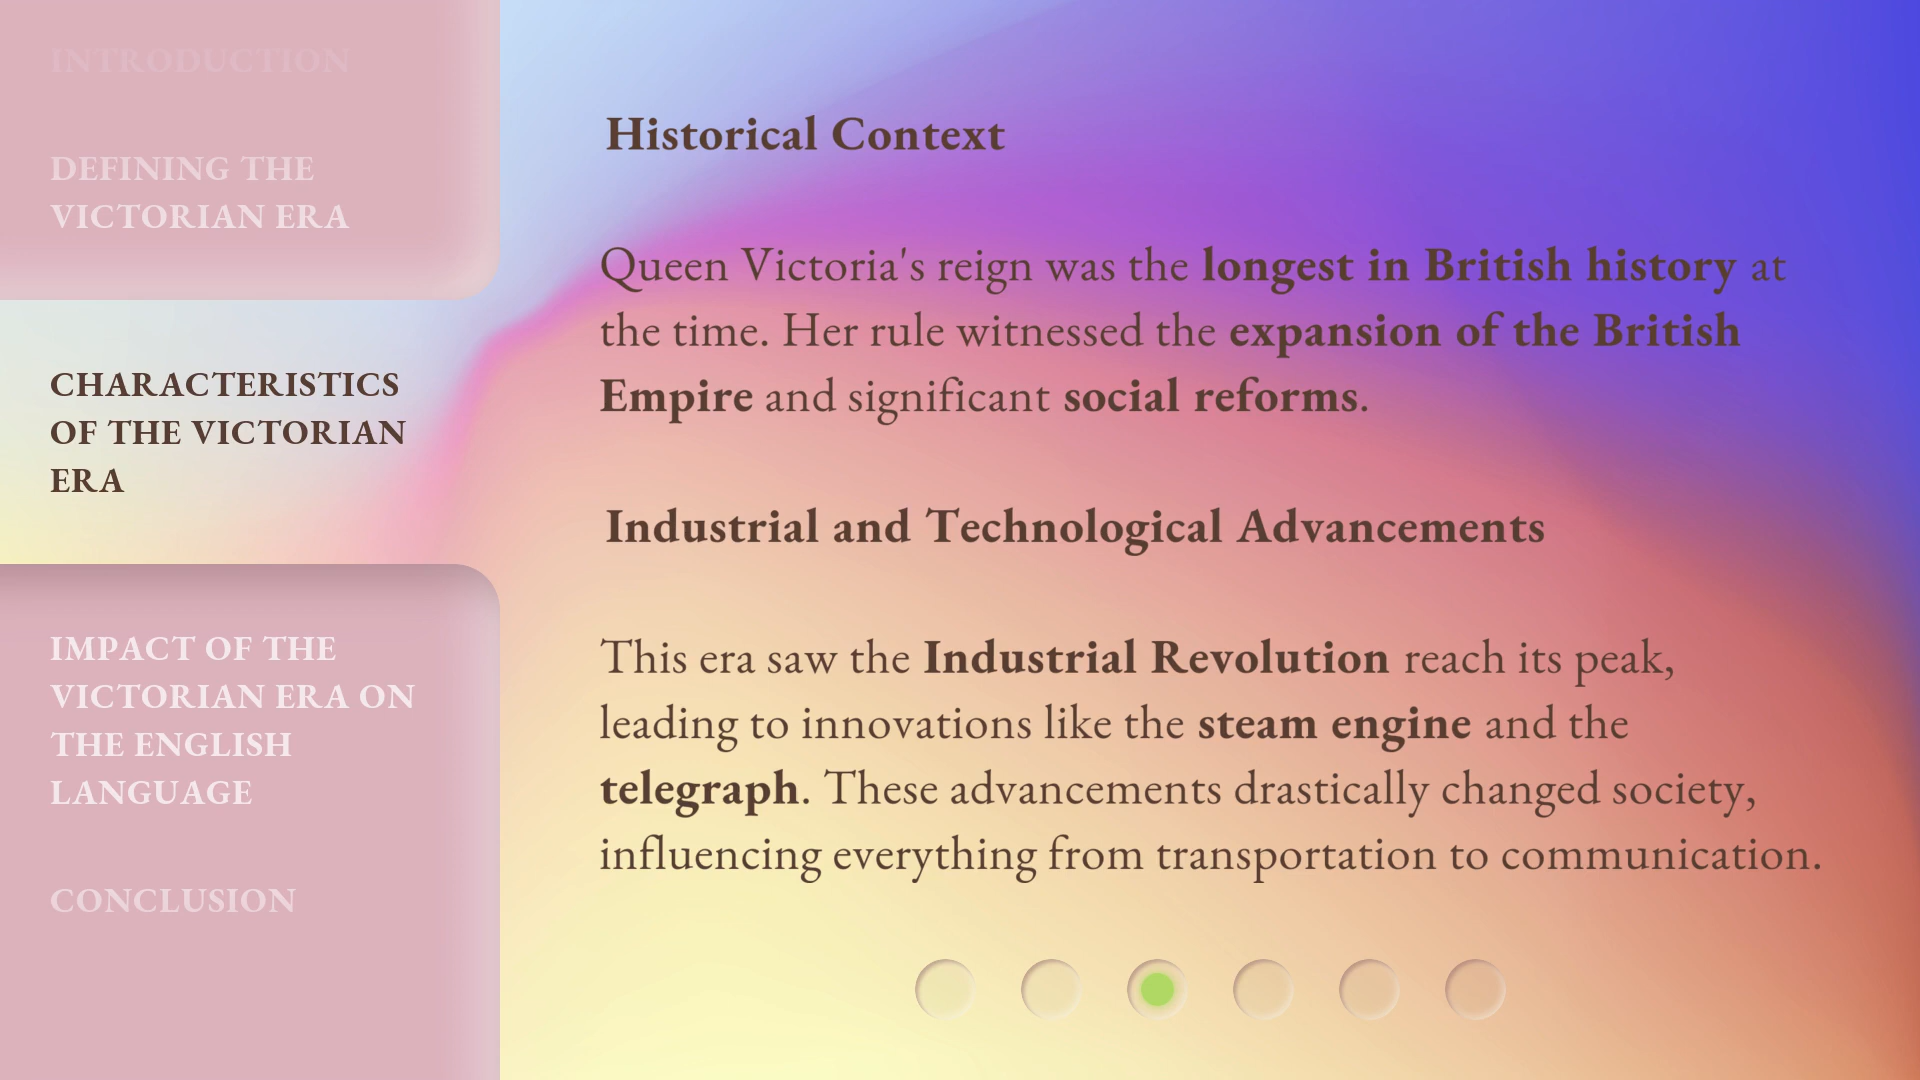 INTRODUCTION
DEFINING THE
VICTORIAN ERA
CHARACTERISTICS
OF THE VICTORIAN
ERA
IMPACT OF THE
VICTORIAN ERA ON
THE ENGLISH
LANGUAGE
CONCLUSION
Historical Context
Queen Victoria's reign was the longest in British history at
the time. Her rule witnessed the expansion of the British
Empire and significant social reforms.
Industrial and Technological Advancements
This era saw the Industrial Revolution reach its peak,
leading to innovations like the steam engine and the
telegraph. These advancements drastically changed society,
influencing everything from transportation to communication.